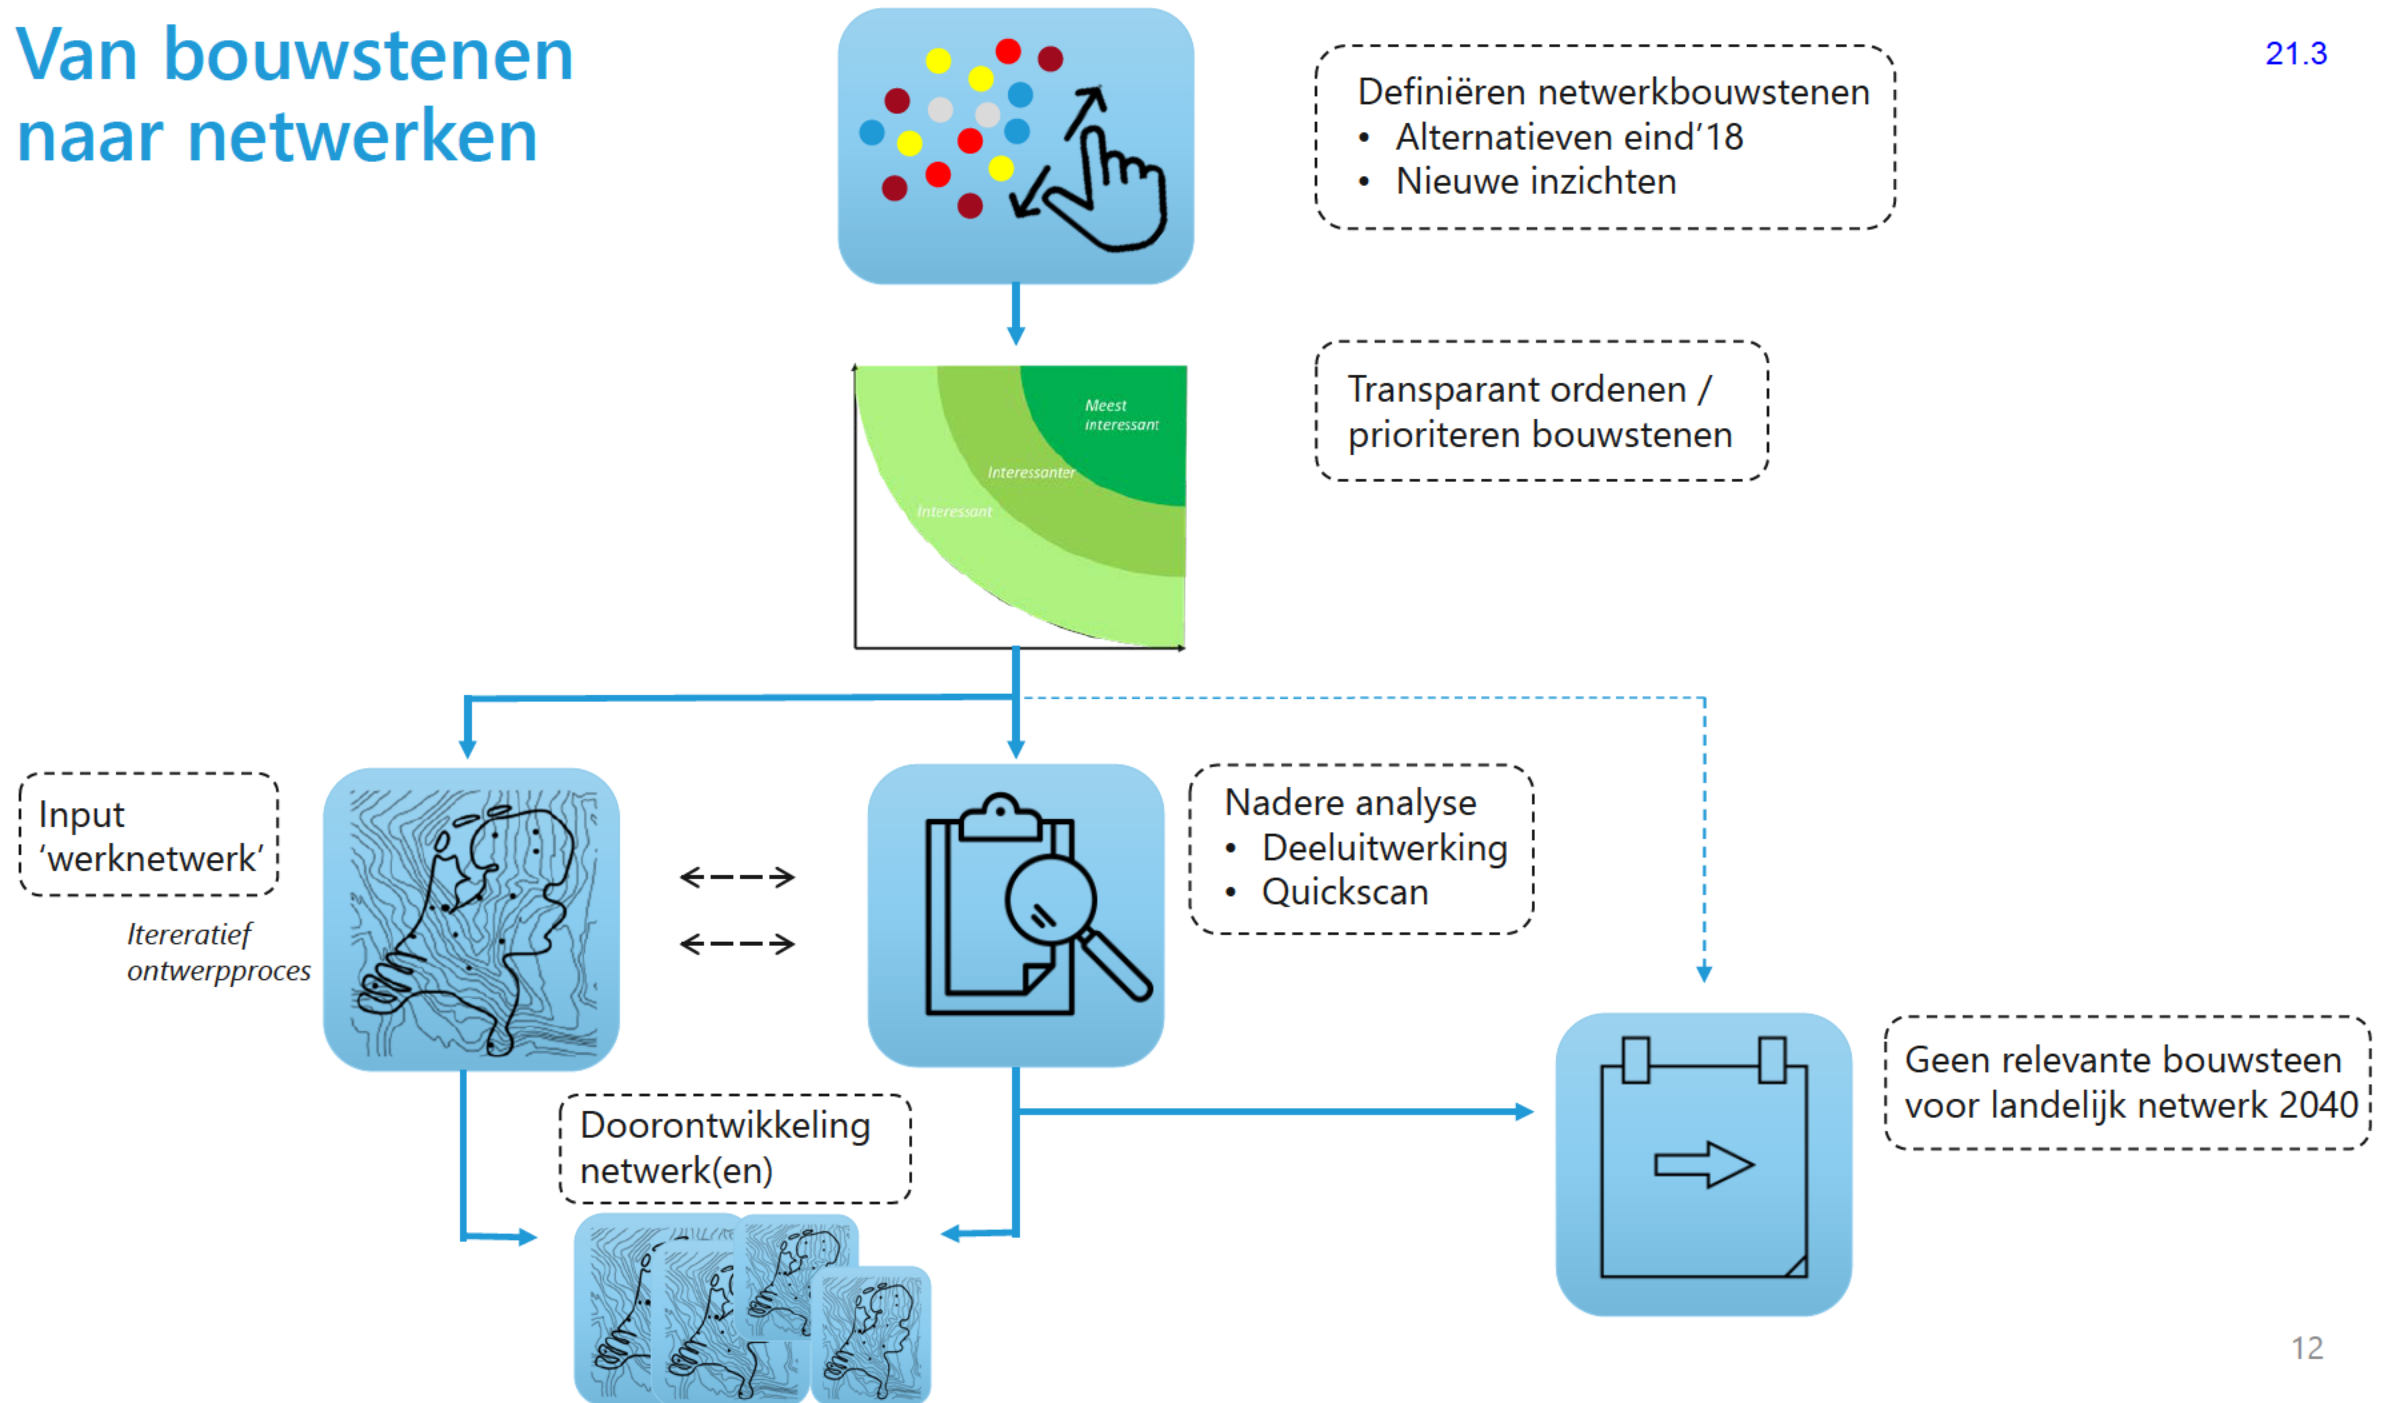 Van bouwstenen
naar netwerken
21.3
Definiëren netwerkbouwstenen
• Alternatieven eind’18
• Nieuwe inzichten
Transparant ordenen /
prioriteren bouwstenen
Meest
interessant
Interessanter
Interessant
Input
‘werknetwerk’
Itereratief
ontwerpproces
Nadere analyse
• Deeluitwerking
• Quickscan
Geen relevante bouwsteen
voor landelijk netwerk 2040
Doorontwikkeling
netwerk(en)
12